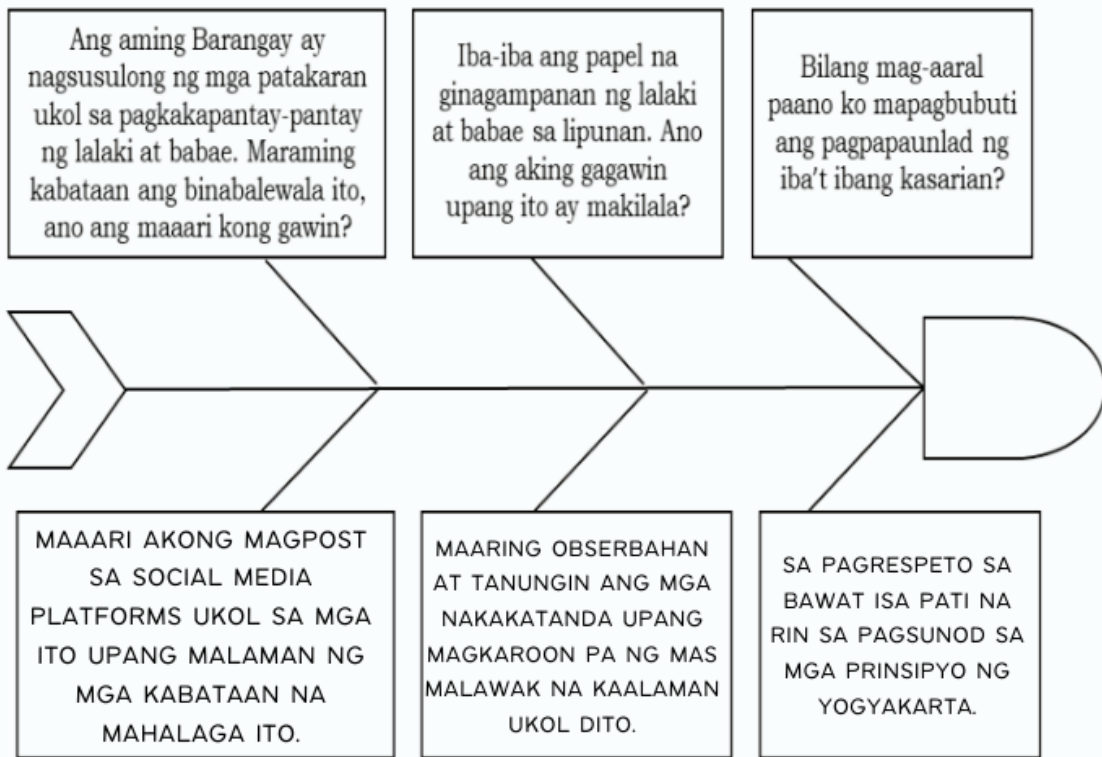 Ang aming Barangay ay
nagsusulong ng mga patakaran
ukol sa pagkakapantay-pantay
ng lalaki at babae. Maraming
kabataan ang binabalewala ito,
ano ang maaari kong gawin?
Iba-iba ang papel na
ginagampanan ng lalaki
at babae sa lipunan. Ano
ang aking gagawin
upang ito ay makilala?
Bilang mag-aaral
paano ko mapagbubuti
ang pagpapaunlad ng
iba't ibang kasarian?
MAAARI AKONG MAGPOST
SA SOCIAL MEDIA
PLATFORMS UKOL SA MGA
ITO UPANG MALAMAN NG
MGA KABATAAN NA
MAHALAGA ITO.
MAARING OBSERBAHAN
AT TANUNGIN ANG MGA
NAKAKATANDA UPANG
MAGKAROON PA NG MAS
MALAWAK NA KAALAMAN
UKOL DITO.
SA PAGRESPETO SA
BAWAT ISA PATI NA
RIN SA PAGSUNOD SA
MGA PRINSIPYO NG
YOGYAKARTA.